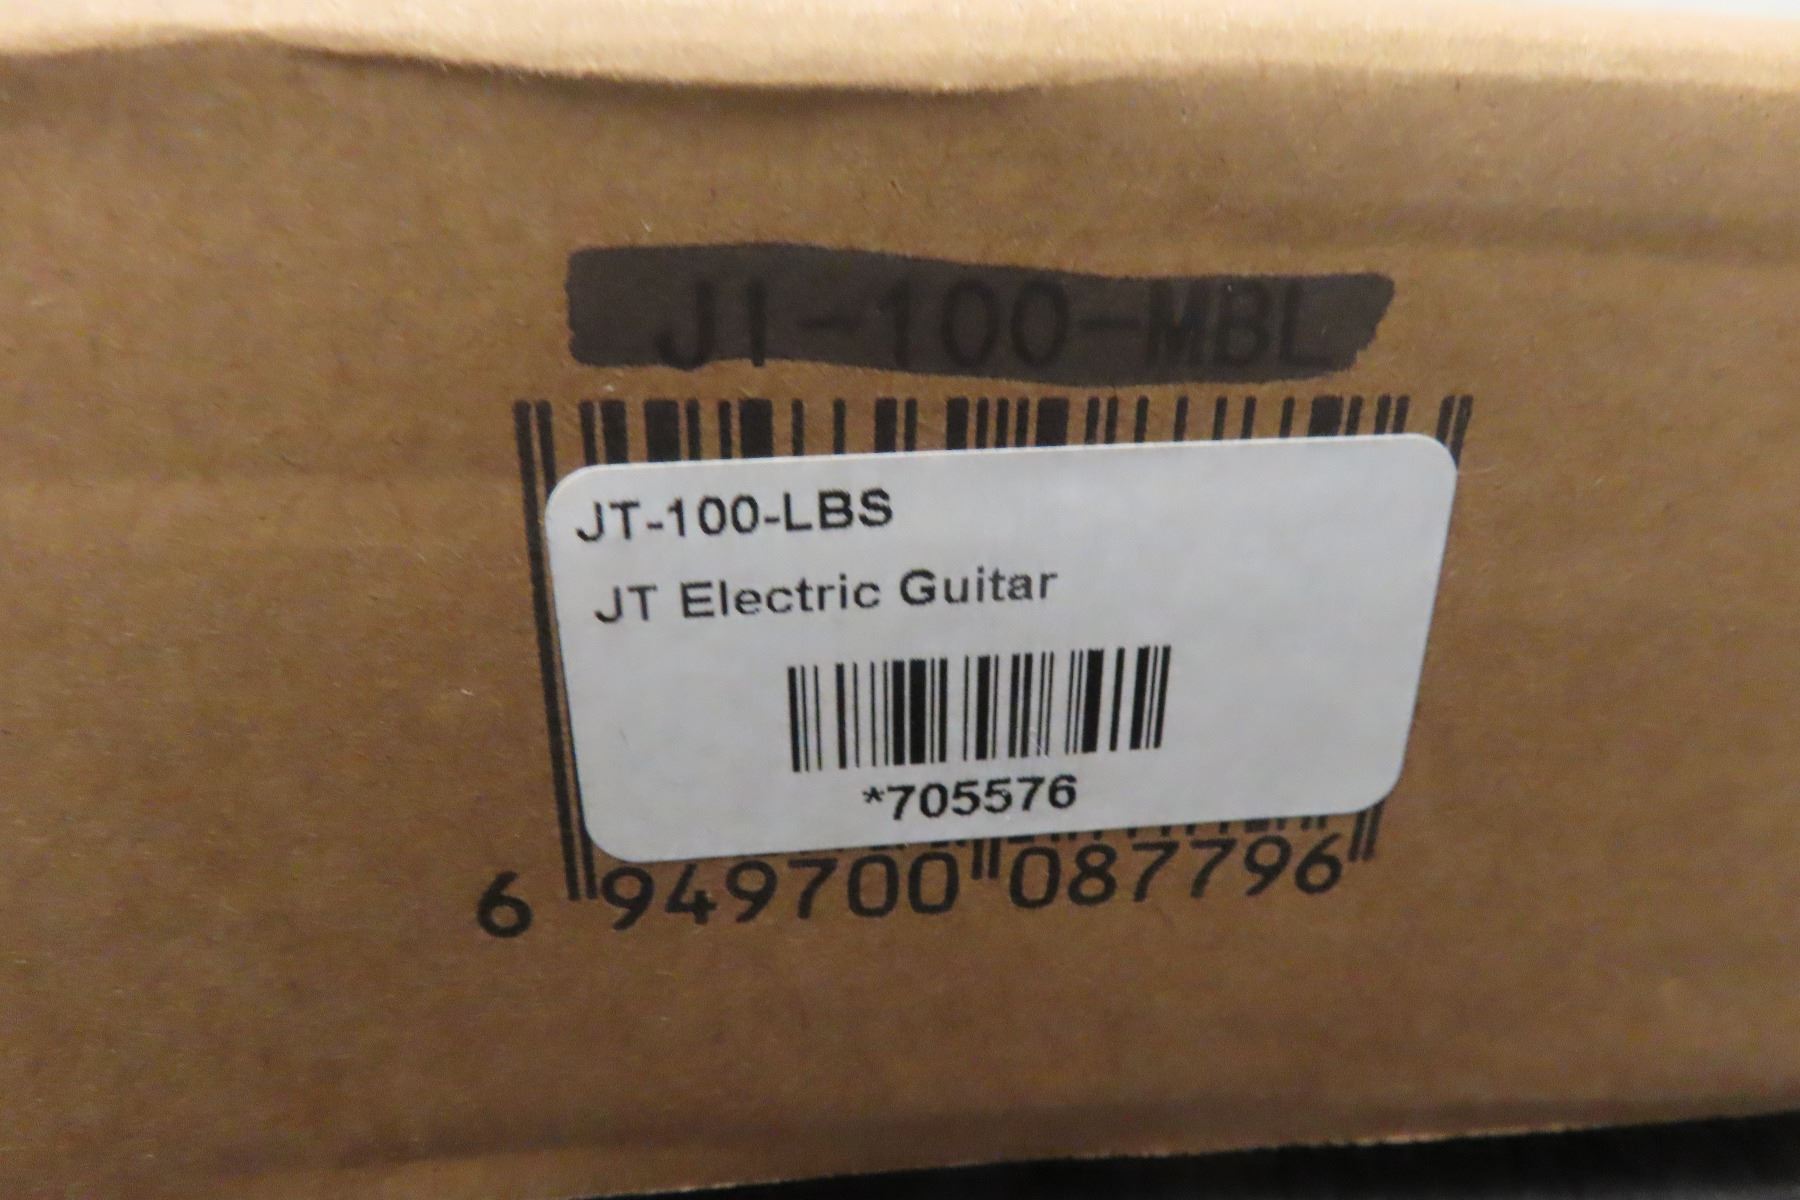 JT-100-MBL
JT-100-LBS
JT Electric Guitar
*705576
6 949700 087796